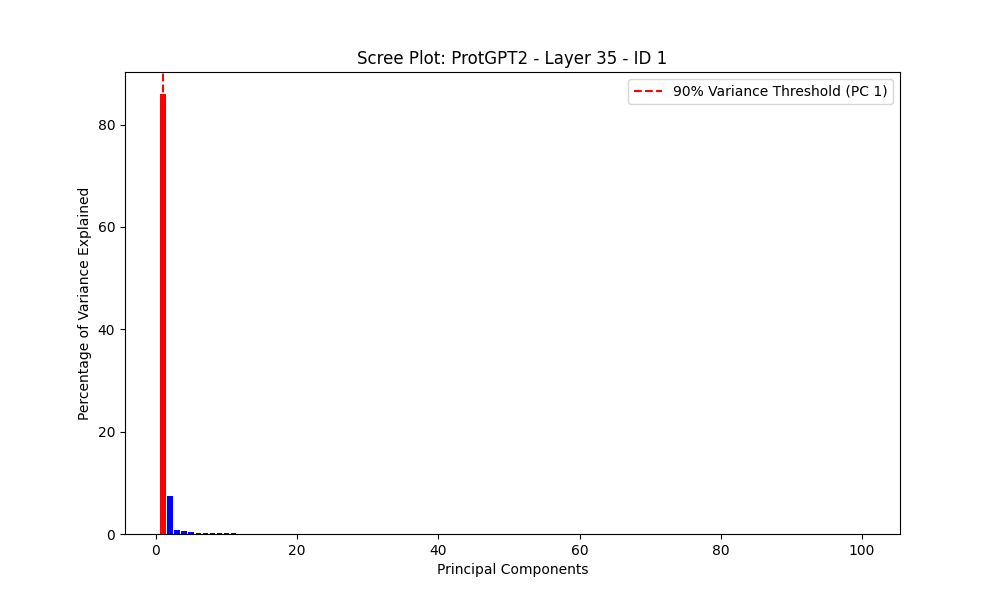 Scree Plot: ProtGPT2 - Layer 35 - ID 1
90% Variance Threshold (PC 1)
Percentage of Variance Explained
80
60
40
20
0
0 20 40 60 80 100
Principal Components